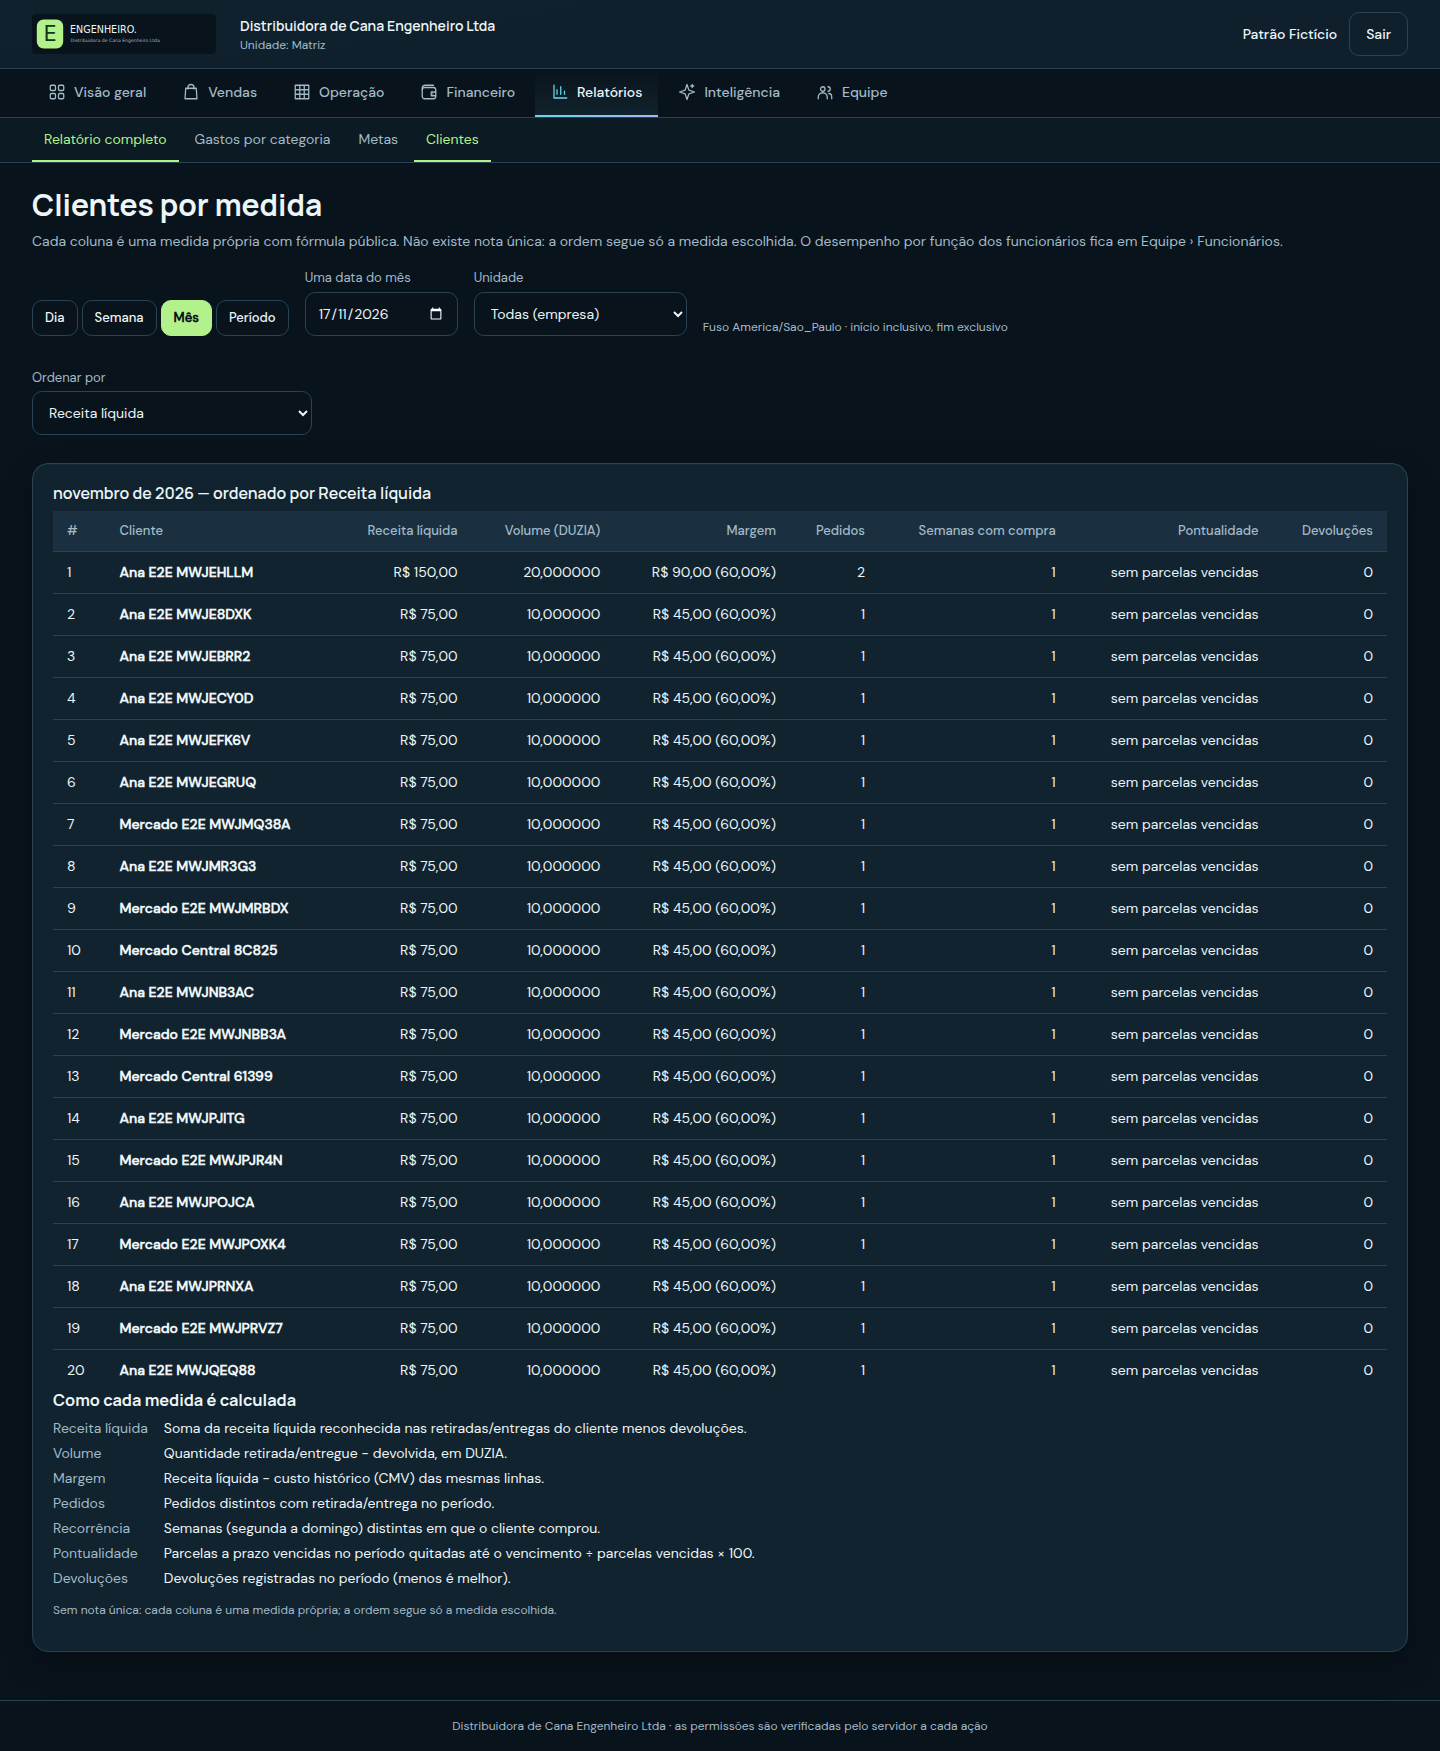 E ENGENHEIRO.
Distribuidora de Cana Engenheiro Ltda
Distribuidora de Cana Engenheiro Ltda
Unidade: Matriz
Patrão Fictício
Sair
Visão geral Vendas Operação Financeiro Relatórios Inteligência Equipe
Relatório completo Gastos por categoria Metas Clientes
Clientes por medida
Cada coluna é uma medida própria com fórmula pública. Não existe nota única: a ordem segue só a medida escolhida. O desempenho por função dos funcionários fica em Equipe › Funcionários.
Uma data do mês Unidade
Dia Semana Mês Período 17/11/2026 Todas (empresa) Fuso America/Sao_Paulo · início inclusivo, fim exclusivo
Ordenar por
Receita líquida
novembro de 2026 — ordenado por Receita líquida
# Cliente Receita líquida Volume (DUZIA) Margem Pedidos Semanas com compra Pontualidade Devoluções
1 Ana E2E MWJEHLLM R$ 150,00 20,000000 R$ 90,00 (60,00%) 2 1 sem parcelas vencidas 0
2 Ana E2E MWJE8DXK R$ 75,00 10,000000 R$ 45,00 (60,00%) 1 1 sem parcelas vencidas 0
3 Ana E2E MWJEBRR2 R$ 75,00 10,000000 R$ 45,00 (60,00%) 1 1 sem parcelas vencidas 0
4 Ana E2E MWJECY0D R$ 75,00 10,000000 R$ 45,00 (60,00%) 1 1 sem parcelas vencidas 0
5 Ana E2E MWJEFK6V R$ 75,00 10,000000 R$ 45,00 (60,00%) 1 1 sem parcelas vencidas 0
6 Ana E2E MWJEGRUQ R$ 75,00 10,000000 R$ 45,00 (60,00%) 1 1 sem parcelas vencidas 0
7 Mercado E2E MWJMQ38A R$ 75,00 10,000000 R$ 45,00 (60,00%) 1 1 sem parcelas vencidas 0
8 Ana E2E MWJMR3G3 R$ 75,00 10,000000 R$ 45,00 (60,00%) 1 1 sem parcelas vencidas 0
9 Mercado E2E MWJMRBDX R$ 75,00 10,000000 R$ 45,00 (60,00%) 1 1 sem parcelas vencidas 0
10 Mercado Central 8C825 R$ 75,00 10,000000 R$ 45,00 (60,00%) 1 1 sem parcelas vencidas 0
11 Ana E2E MWJNB3AC R$ 75,00 10,000000 R$ 45,00 (60,00%) 1 1 sem parcelas vencidas 0
12 Mercado E2E MWJNBB3A R$ 75,00 10,000000 R$ 45,00 (60,00%) 1 1 sem parcelas vencidas 0
13 Mercado Central 61399 R$ 75,00 10,000000 R$ 45,00 (60,00%) 1 1 sem parcelas vencidas 0
14 Ana E2E MWJPJITG R$ 75,00 10,000000 R$ 45,00 (60,00%) 1 1 sem parcelas vencidas 0
15 Mercado E2E MWJPJR4N R$ 75,00 10,000000 R$ 45,00 (60,00%) 1 1 sem parcelas vencidas 0
16 Ana E2E MWJPOJCA R$ 75,00 10,000000 R$ 45,00 (60,00%) 1 1 sem parcelas vencidas 0
17 Mercado E2E MWJPOXK4 R$ 75,00 10,000000 R$ 45,00 (60,00%) 1 1 sem parcelas vencidas 0
18 Ana E2E MWJPRNXA R$ 75,00 10,000000 R$ 45,00 (60,00%) 1 1 sem parcelas vencidas 0
19 Mercado E2E MWJPRVZ7 R$ 75,00 10,000000 R$ 45,00 (60,00%) 1 1 sem parcelas vencidas 0
20 Ana E2E MWJQEQ88 R$ 75,00 10,000000 R$ 45,00 (60,00%) 1 1 sem parcelas vencidas 0
Como cada medida é calculada
Receita líquida Soma da receita líquida reconhecida nas retiradas/entregas do cliente menos devoluções.
Volume Quantidade retirada/entregue − devolvida, em DUZIA.
Margem Receita líquida − custo histórico (CMV) das mesmas linhas.
Pedidos Pedidos distintos com retirada/entrega no período.
Recorrência Semanas (segunda a domingo) distintas em que o cliente comprou.
Pontualidade Parcelas a prazo vencidas no período quitadas até o vencimento ÷ parcelas vencidas × 100.
Devoluções Devoluções registradas no período (menos é melhor).
Sem nota única: cada coluna é uma medida própria; a ordem segue só a medida escolhida.
Distribuidora de Cana Engenheiro Ltda · as permissões são verificadas pelo servidor a cada ação